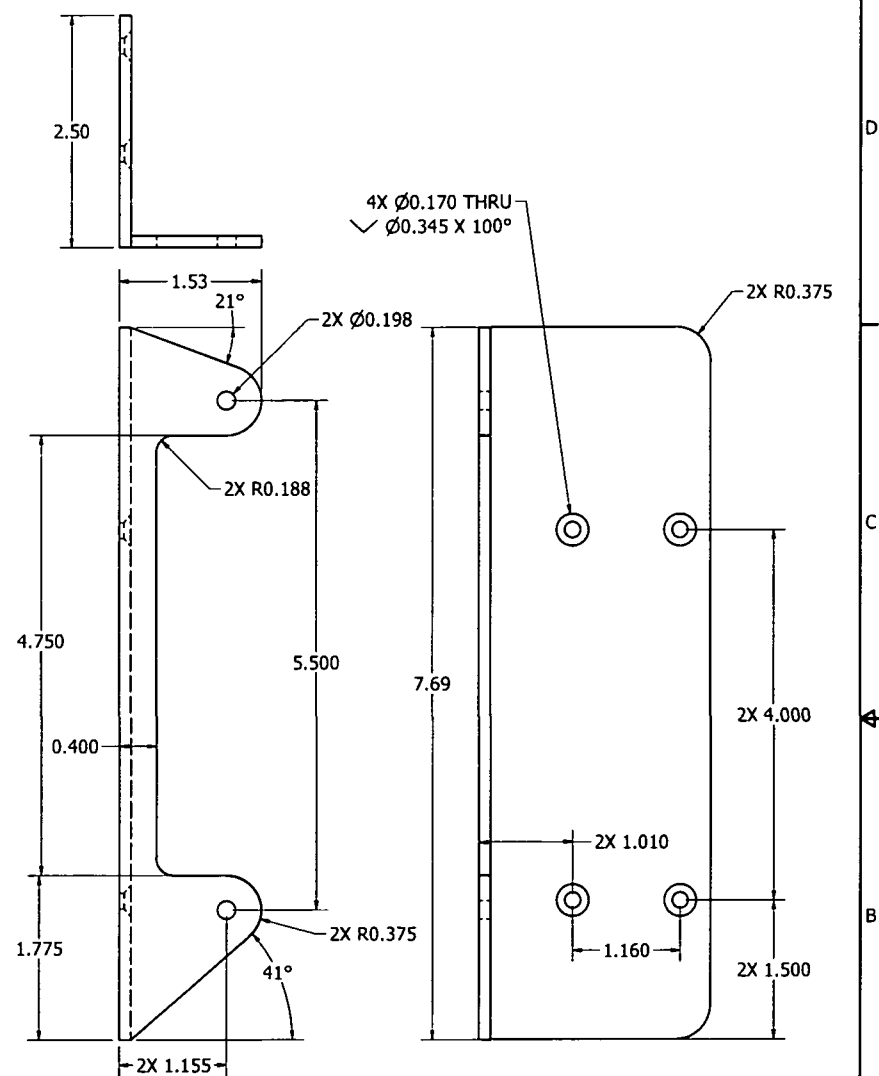 D
2.50
4X Ø0.170 THRU
⌵ Ø0.345 X 100°
1.53
21°
2X Ø0.198
2X R0.375
2X R0.188
C
4.750
5.500
7.69
2X 4.000
0.400
2X 1.010
B
1.775
2X R0.375
1.160
41°
2X 1.500
2X 1.155